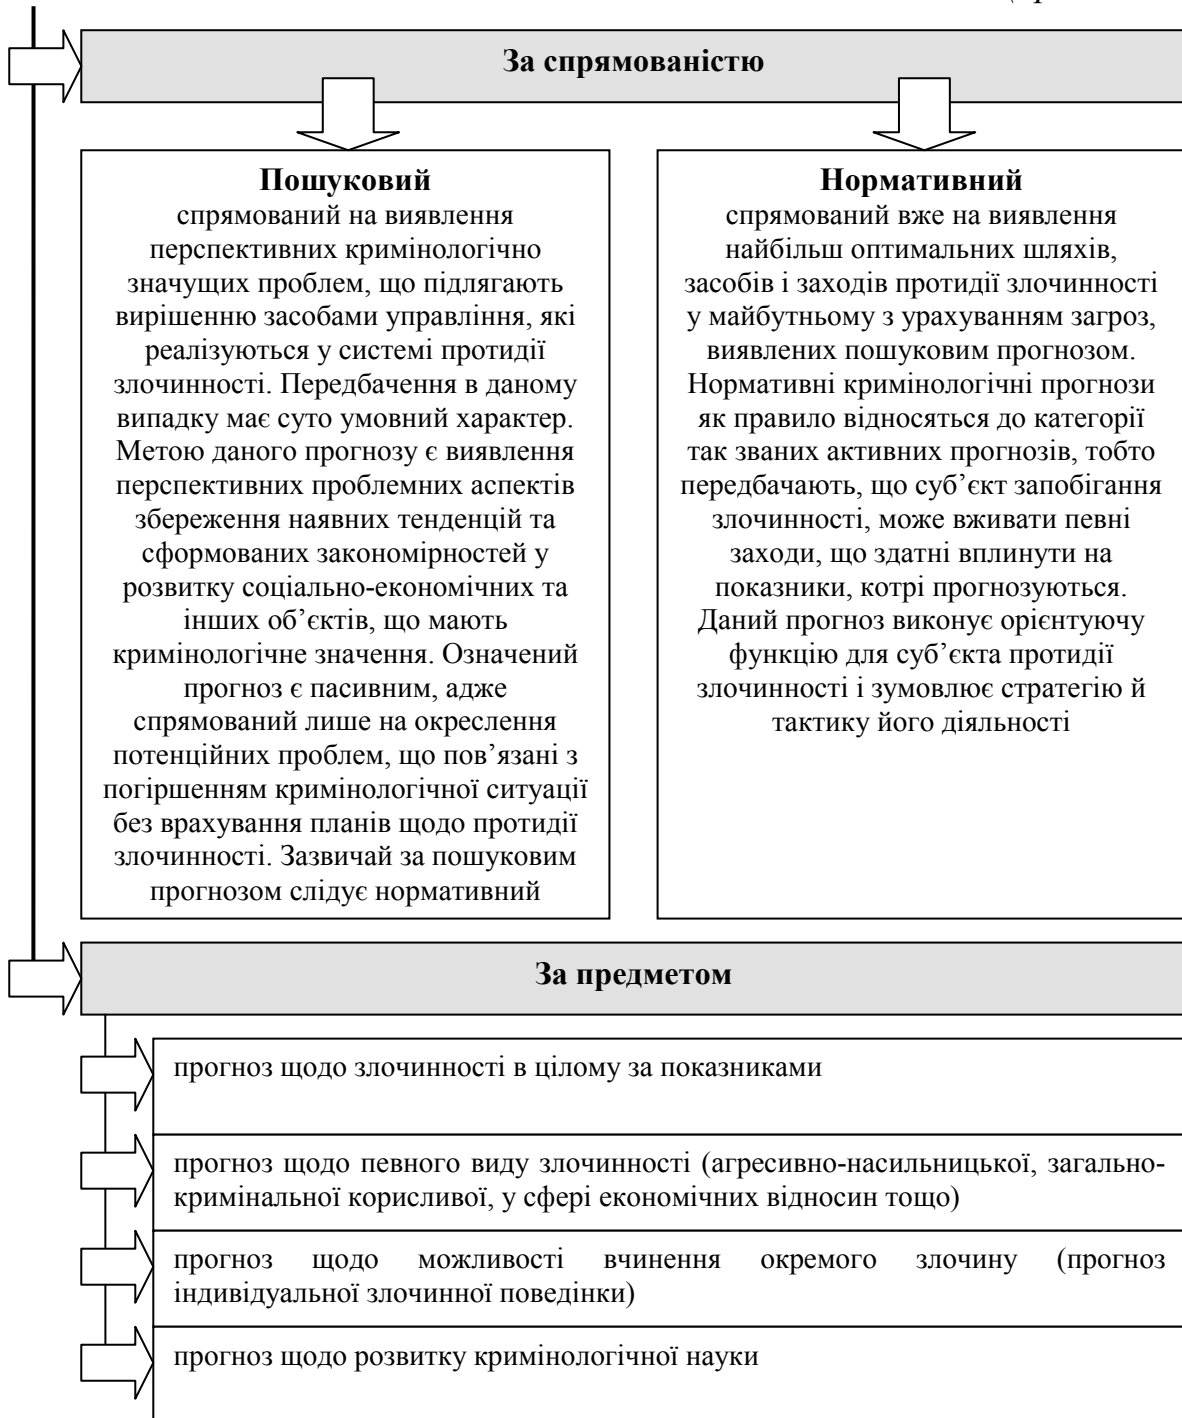 За спрямованістю
Пошуковий
спрямований на виявлення
перспективних кримінологічно
значущих проблем, що підлягають
вирішенню засобами управління, які
реалізуються у системі протидії
злочинності. Передбачення в даному
випадку має суто умовний характер.
Метою даного прогнозу є виявлення
перспективних проблемних аспектів
збереження наявних тенденцій та
сформованих закономірностей у
розвитку соціально-економічних та
інших об’єктів, що мають
кримінологічне значення. Означений
прогноз є пасивним, адже
спрямований лише на окреслення
потенційних проблем, що пов’язані з
погіршенням кримінологічної ситуації
без врахування планів щодо протидії
злочинності. Зазвичай за пошуковим
прогнозом слідує нормативний
Нормативний
спрямований вже на виявлення
найбільш оптимальних шляхів,
засобів і заходів протидії злочинності
у майбутньому з урахуванням загроз,
виявлених пошуковим прогнозом.
Нормативні кримінологічні прогнози
як правило відносяться до категорії
так званих активних прогнозів, тобто
передбачають, що суб’єкт запобігання
злочинності, може вживати певні
заходи, що здатні вплинути на
показники, котрі прогнозуються.
Даний прогноз виконує орієнтуючу
функцію для суб’єкта протидії
злочинності і зумовлює стратегію й
тактику його діяльності
За предметом
прогноз щодо злочинності в цілому за показниками
прогноз щодо певного виду злочинності (агресивно-насильницької, загально-
кримінальної корисливої, у сфері економічних відносин тощо)
прогноз щодо можливості вчинення окремого злочину (прогноз
індивідуальної злочинної поведінки)
прогноз щодо розвитку кримінологічної науки